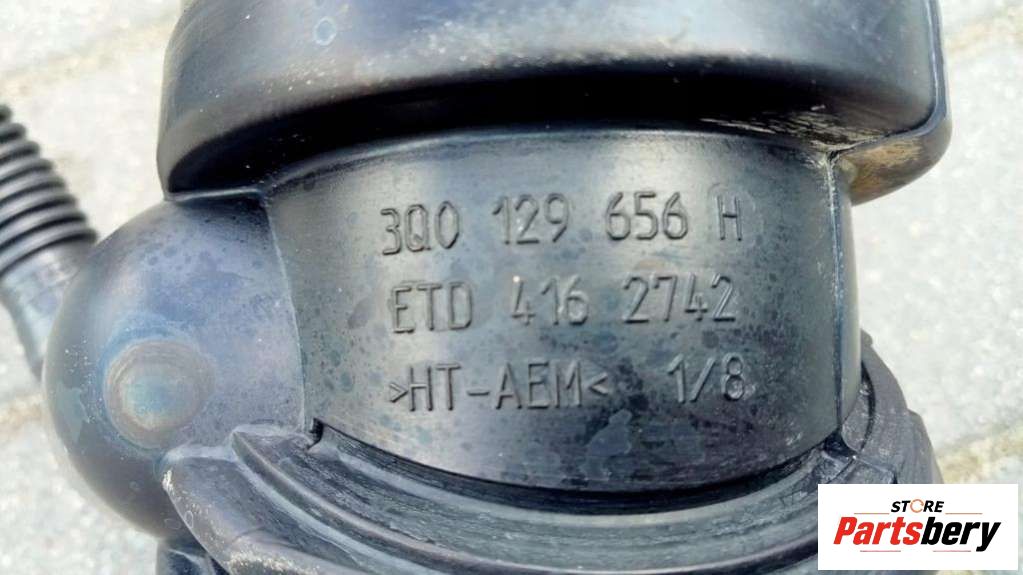 3Q0 129 656 H
ETD 416 2742
>HT-AEM< 1/8
STORE
Partsbery